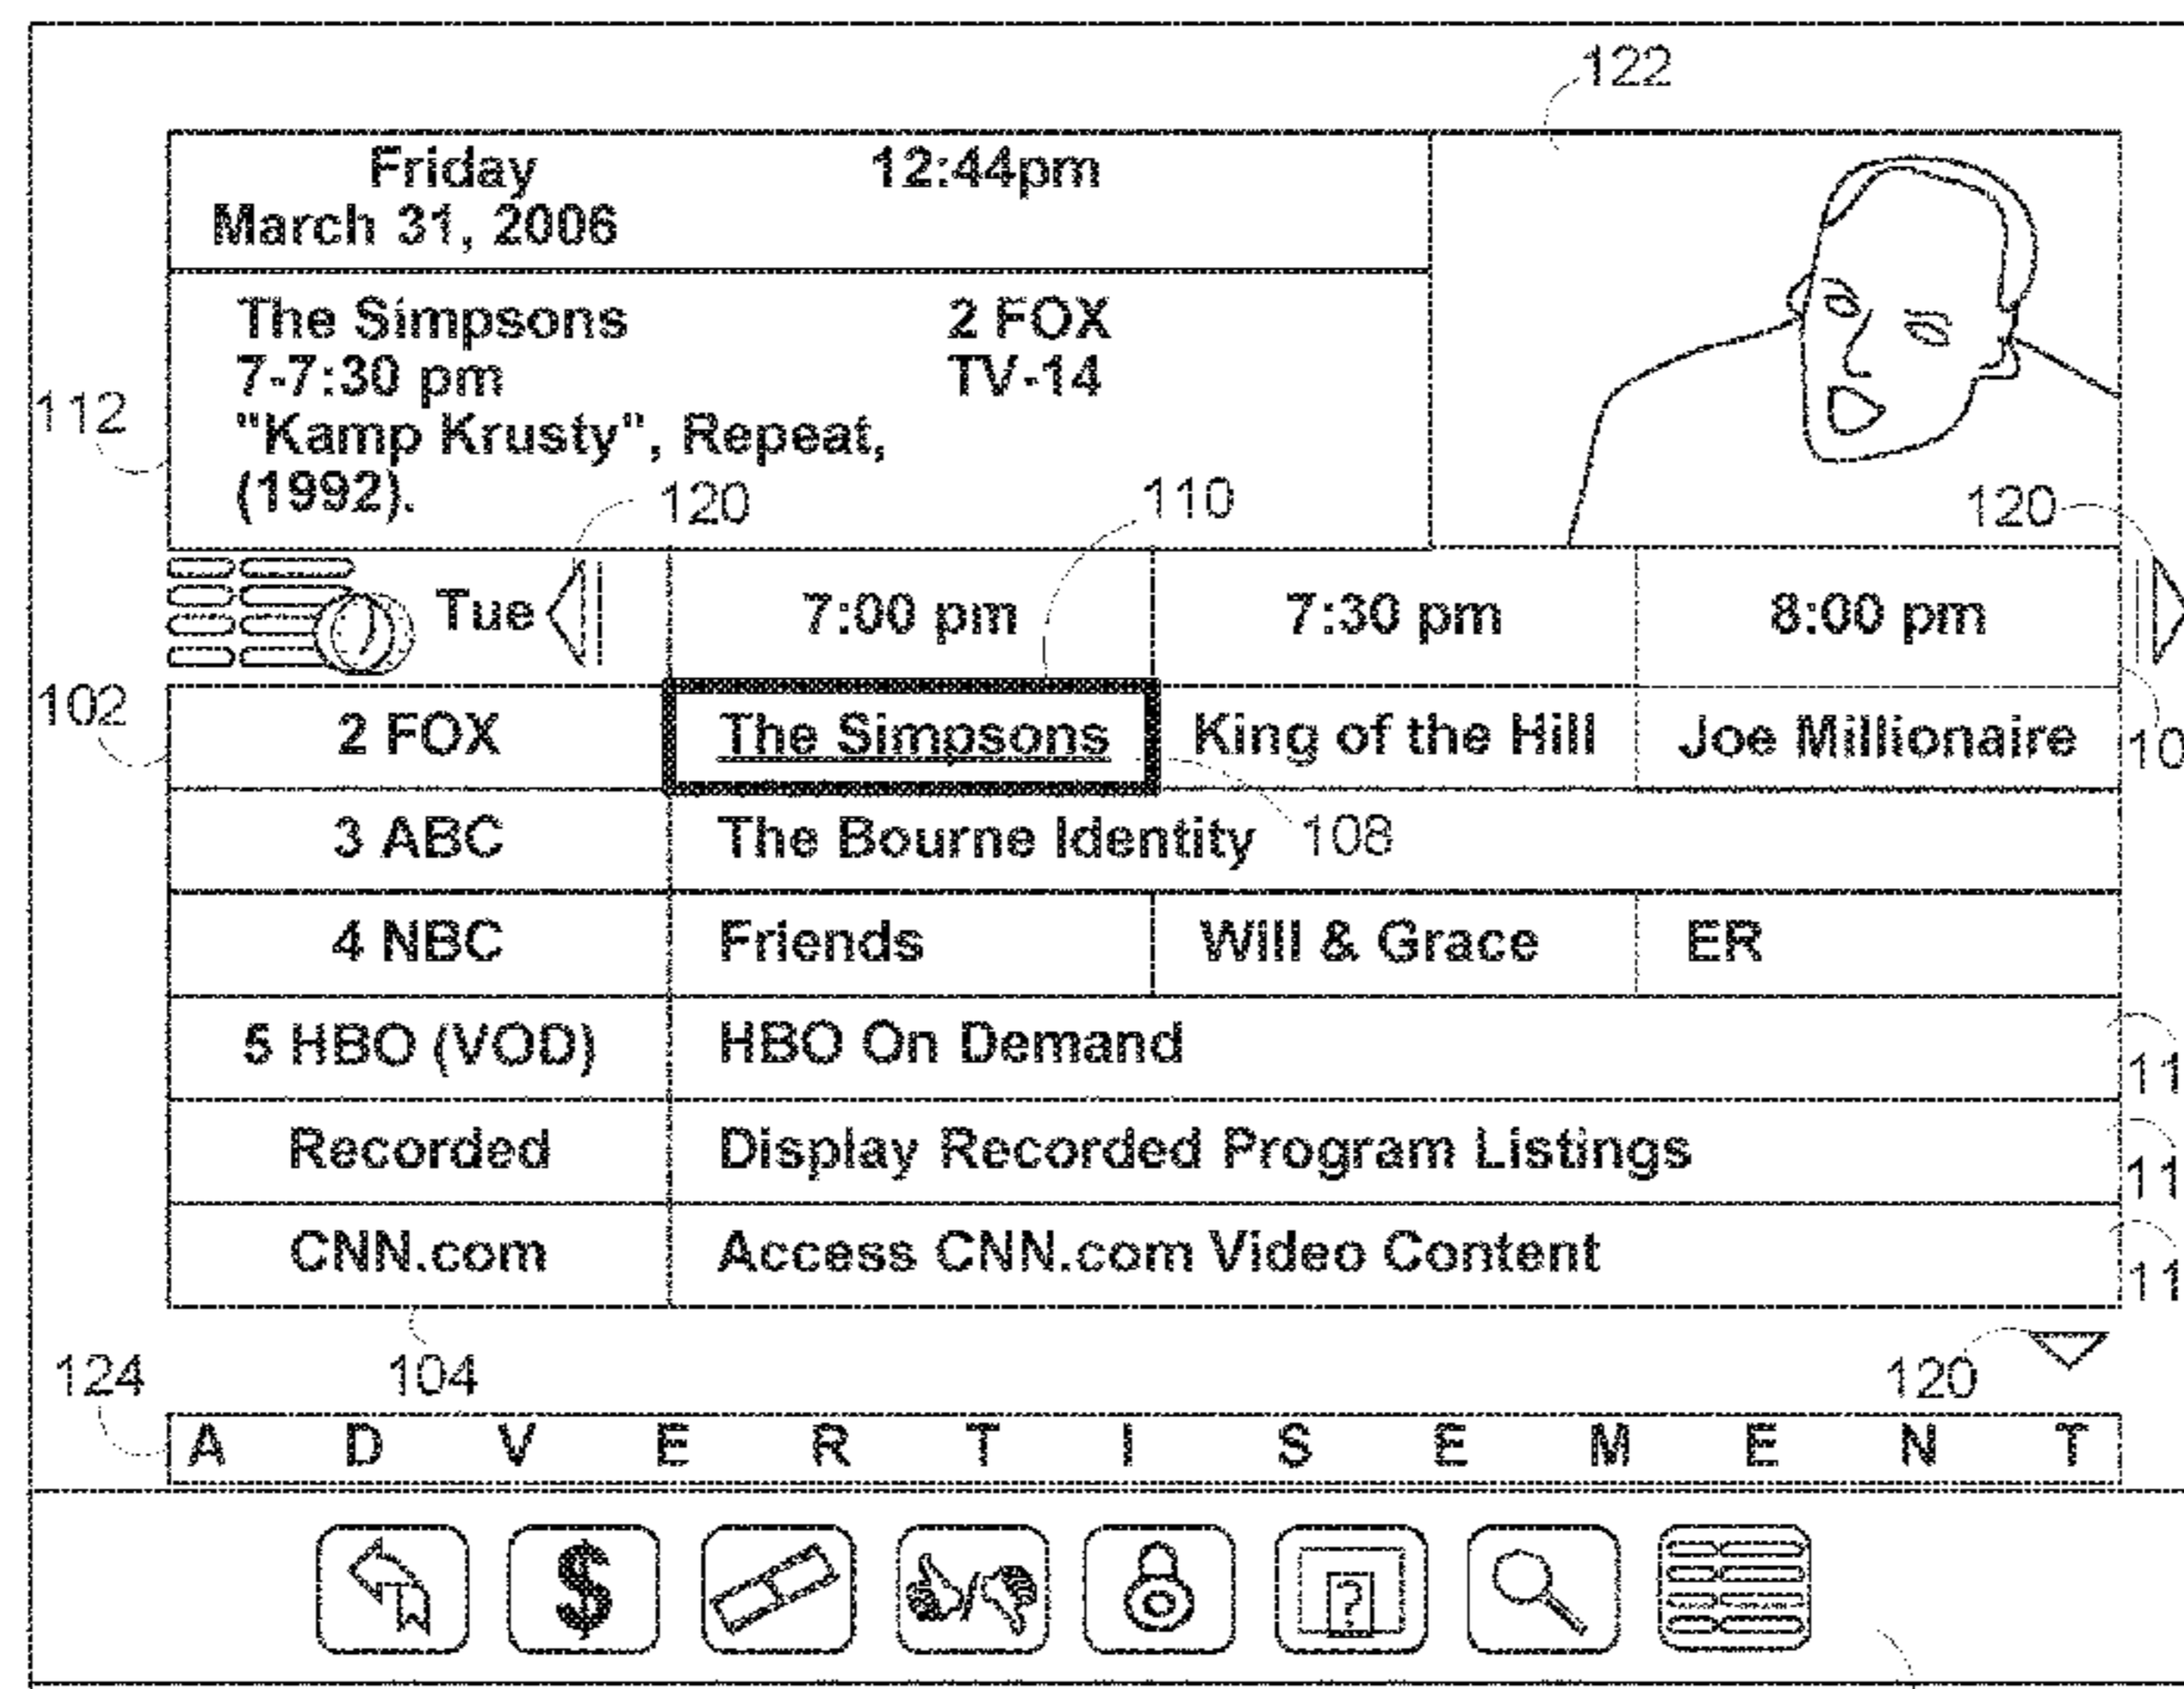 122
Friday 12:44pm
March 31, 2006
The Simpsons 2 FOX
7-7:30 pm TV-14
112
"Kamp Krusty", Repeat,
(1992).
120 110 120
Tue 7:00 pm 7:30 pm 8:00 pm
102
2 FOX The Simpsons King of the Hill Joe Millionaire
3 ABC The Bourne Identity 108
4 NBC Friends Will & Grace ER
5 HBO (VOD) HBO On Demand
Recorded Display Recorded Program Listings
CNN.com Access CNN.com Video Content
124 104 120
A D V E R T I S E M E N T
$
?